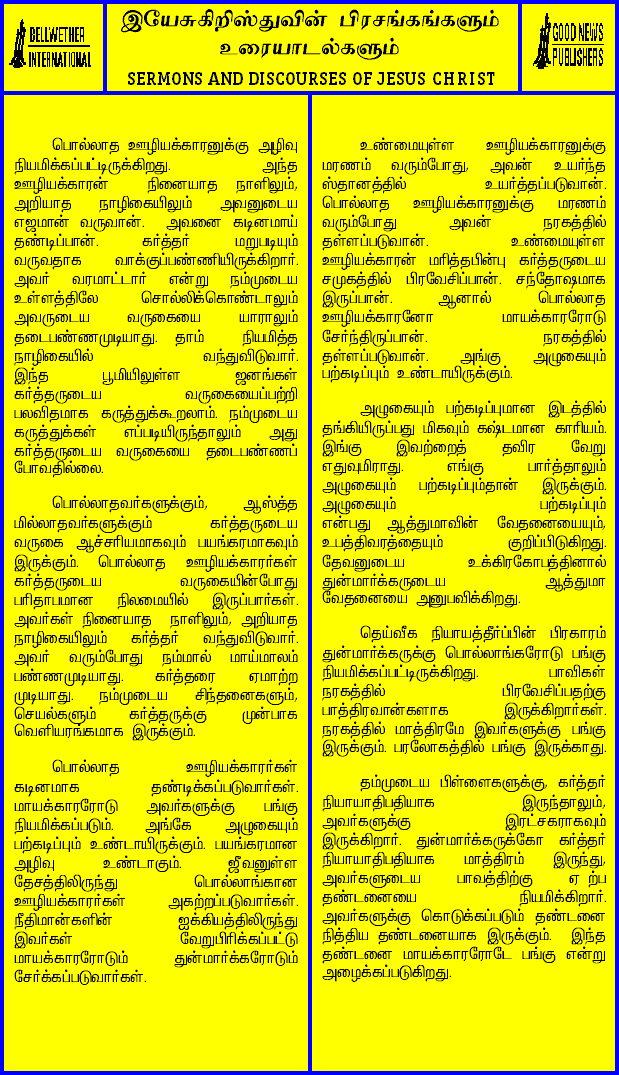 BELLWETHER
INTERNATIONAL
இயேசுகிறிஸ்துவின் பிரசங்கங்களும்
உரையாடல்களும்
SERMONS AND DISCOURSES OF JESUS CHRIST
GOOD NEWS
PUBLISHERS
பொல்லாத ஊழியக்காரனுக்கு அழிவு
நியமிக்கப்பட்டிருக்கிறது. அந்த
ஊழியக்காரன் நினையாத நாளிலும்,
அறியாத நாழிகையிலும் அவனுடைய
எஜமான் வருவான். அவனை கடினமாய்
தண்டிப்பான். கர்த்தர் மறுபடியும்
வருவதாக வாக்குப்பண்ணியிருக்கிறார்.
அவர் வரமாட்டார் என்று நம்முடைய
உள்ளத்திலே சொல்லிக்கொண்டாலும்
அவருடைய வருகையை யாராலும்
தடைபண்ணமுடியாது. தாம் நியமித்த
நாழிகையில் வந்துவிடுவார்.
இந்த பூமியிலுள்ள ஜனங்கள்
கர்த்தருடைய வருகையைப்பற்றி
பலவிதமாக கருத்துக்கூறலாம். நம்முடைய
கருத்துக்கள் எப்படியிருந்தாலும் அது
கர்த்தருடைய வருகையை தடைபண்ணப்
போவதில்லை.
பொல்லாதவர்களுக்கும், ஆஸ்த்த
மில்லாதவர்களுக்கும் கர்த்தருடைய
வருகை ஆச்சரியமாகவும் பயங்கரமாகவும்
இருக்கும். பொல்லாத ஊழியக்காரர்கள்
கர்த்தருடைய வருகையின்போது
பரிதாபமான நிலமையில் இருப்பார்கள்.
அவர்கள் நினையாத நாளிலும், அறியாத
நாழிகையிலும் கர்த்தர் வந்துவிடுவார்.
அவர் வரும்போது நம்மால் மாய்மாலம்
பண்ணமுடியாது. கர்த்தரை ஏமாற்ற
முடியாது. நம்முடைய சிந்தனைகளும்,
செயல்களும் கர்த்தருக்கு முன்பாக
வெளியரங்கமாக இருக்கும்.
பொல்லாத ஊழியக்காரர்கள்
கடினமாக தண்டிக்கப்படுவார்கள்.
மாயக்காரரோடு அவர்களுக்கு பங்கு
நியமிக்கப்படும். அங்கே அழுகையும்
பற்கடிப்பும் உண்டாயிருக்கும். பயங்கரமான
அழிவு உண்டாகும். ஜீவனுள்ள
தேசத்திலிருந்து பொல்லாங்கான
ஊழியக்காரர்கள் அகற்றப்படுவார்கள்.
நீதிமான்களின் ஐக்கியத்திலிருந்து
இவர்கள் வேறுபிரிக்கப்பட்டு
மாயக்காரரோடும் துன்மார்க்கரோடும்
சேர்க்கப்படுவார்கள்.
உண்மையுள்ள ஊழியக்காரனுக்கு
மரணம் வரும்போது, அவன் உயர்ந்த
ஸ்தானத்தில் உயர்த்தப்படுவான்.
பொல்லாத ஊழியக்காரனுக்கு மரணம்
வரும்போது அவன் நரகத்தில்
தள்ளப்படுவான். உண்மையுள்ள
ஊழியக்காரன் மரித்தபின்பு கர்த்தருடைய
சமுகத்தில் பிரவேசிப்பான். சந்தோஷமாக
இருப்பான். ஆனால் பொல்லாத
ஊழியக்காரனோ மாயக்காரரோடு
சேர்ந்திருப்பான். நரகத்தில்
தள்ளப்படுவான். அங்கு அழுகையும்
பற்கடிப்பும் உண்டாயிருக்கும்.
அழுகையும் பற்கடிப்புமான இடத்தில்
தங்கியிருப்பது மிகவும் கஷ்டமான காரியம்.
இங்கு இவற்றைத் தவிர வேறு
எதுவுமிராது. எங்கு பார்த்தாலும்
அழுகையும் பற்கடிப்பும்தான் இருக்கும்.
அழுகையும் பற்கடிப்பும்
என்பது ஆத்துமாவின் வேதனையையும்,
உபத்திவரத்தையும் குறிப்பிடுகிறது.
தேவனுடைய உக்கிரகோபத்தினால்
துன்மார்க்கருடைய ஆத்துமா
வேதனையை அனுபவிக்கிறது.
தெய்வீக நியாயத்தீர்ப்பின் பிரகாரம்
துன்மார்க்கருக்கு பொல்லாங்கரோடு பங்கு
நியமிக்கப்பட்டிருக்கிறது. பாவிகள்
நரகத்தில் பிரவேசிப்பதற்கு
பாத்திரவான்களாக இருக்கிறார்கள்.
நரகத்தில் மாத்திரமே இவர்களுக்கு பங்கு
இருக்கும். பரலோகத்தில் பங்கு இருக்காது.
தம்முடைய பிள்ளைகளுக்கு, கர்த்தர்
நியாயாதிபதியாக இருந்தாலும்,
அவர்களுக்கு இரட்சகராகவும்
இருக்கிறார். துன்மார்க்கருக்கோ கர்த்தர்
நியாயாதிபதியாக மாத்திரம் இருந்து,
அவர்களுடைய பாவத்திற்கு ஏ ற்ப
தண்டனையை நியமிக்கிறார்.
அவர்களுக்கு கொடுக்கப்படும் தண்டனை
நித்திய தண்டனையாக இருக்கும். இந்த
தண்டனை மாயக்காரரோடே பங்கு என்று
அழைக்கப்படுகிறது.